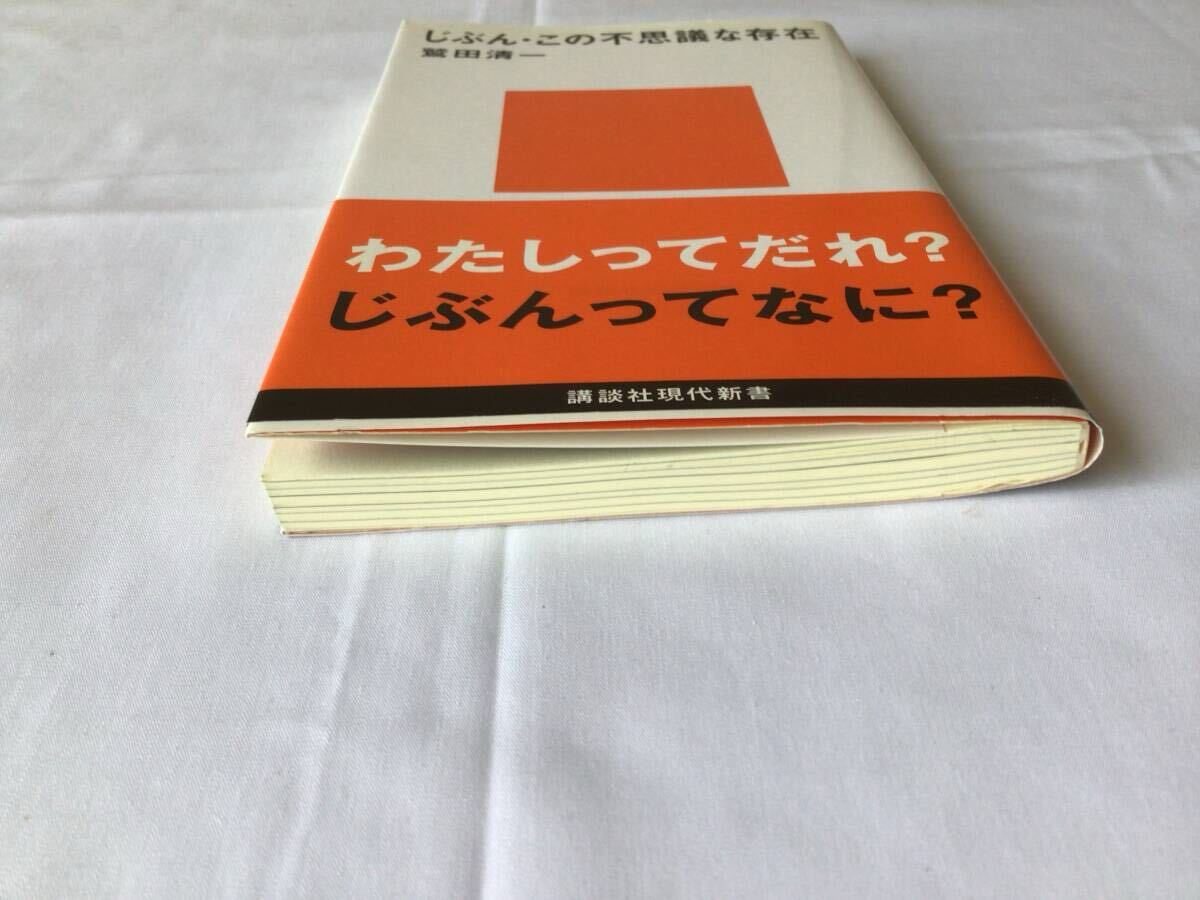 じぶん・この不思議な存在
鷲田清一
わたしってだれ?
じぶんってなに?
講談社現代新書